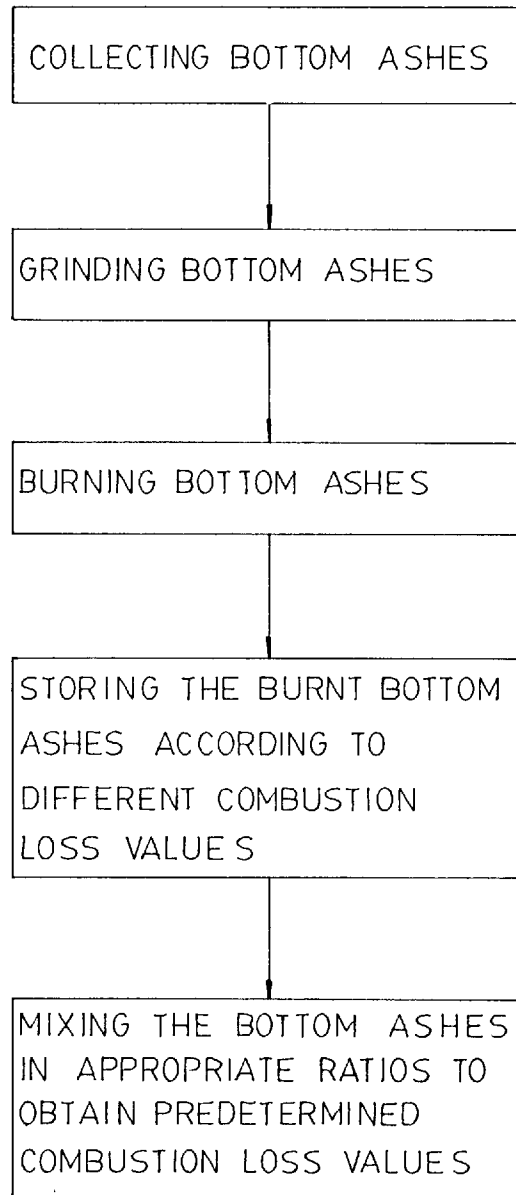 COLLECTING BOTTOM ASHES
GRINDING BOTTOM ASHES
BURNING BOTTOM ASHES
STORING THE BURNT BOTTOM
ASHES ACCORDING TO
DIFFERENT COMBUSTION
LOSS VALUES
MIXING THE BOTTOM ASHES
IN APPROPRIATE RATIOS TO
OBTAIN PREDETERMINED
COMBUSTION LOSS VALUES